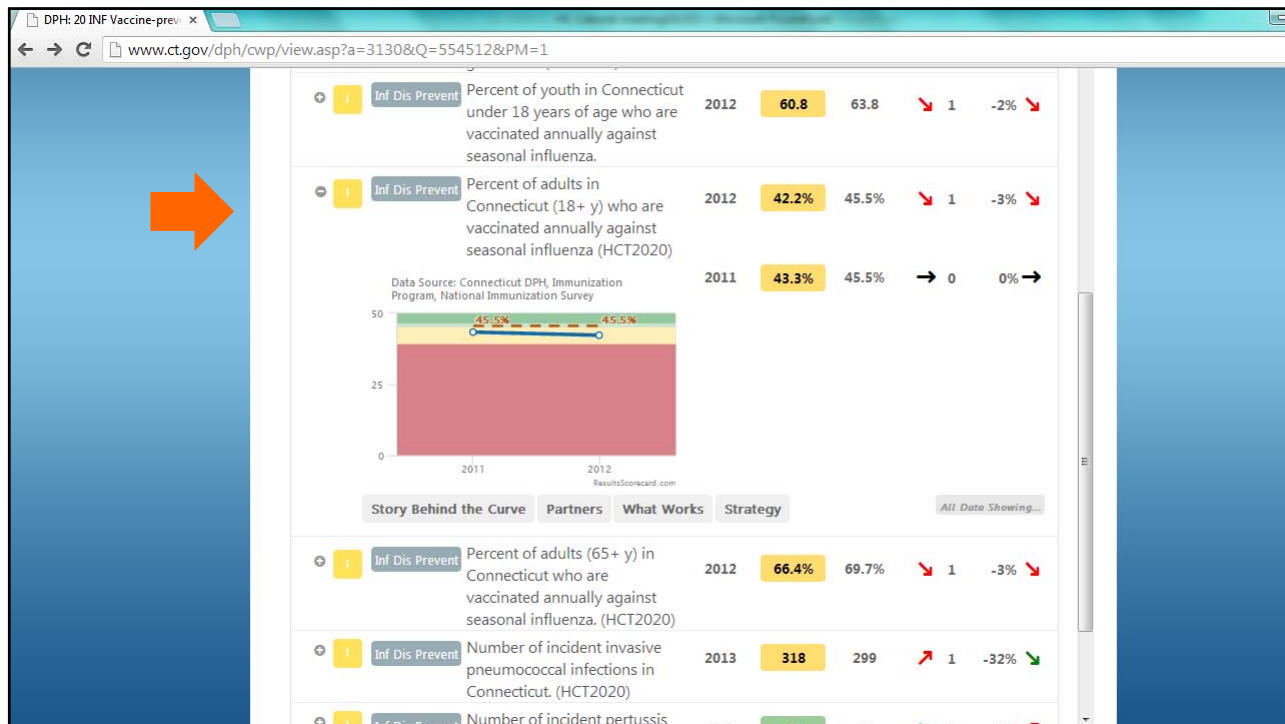 DPH: 20 INF Vaccine-prev
www.ct.gov/dph/cwp/view.asp?a=3130&Q=554512&PM=1
! Inf Dis Prevent Percent of youth in Connecticut 2012 60.8 63.8 ↘ 1 -2% ↘
under 18 years of age who are
vaccinated annually against
seasonal influenza.
! Inf Dis Prevent Percent of adults in 2012 42.2% 45.5% ↘ 1 -3% ↘
Connecticut (18+ y) who are
vaccinated annually against
seasonal influenza (HCT2020)
2011 43.3% 45.5% → 0 0% →
Data Source: Connecticut DPH, Immunization
Program, National Immunization Survey
50
45.5% 45.5%
25
0
2011 2012
ResultsScorecard.com
Story Behind the Curve Partners What Works Strategy All Data Showing...
! Inf Dis Prevent Percent of adults (65+ y) in 2012 66.4% 69.7% ↘ 1 -3% ↘
Connecticut who are
vaccinated annually against
seasonal influenza. (HCT2020)
! Inf Dis Prevent Number of incident invasive 2013 318 299 ↗ 1 -32% ↘
pneumococcal infections in
Connecticut. (HCT2020)
Number of incident pertussis